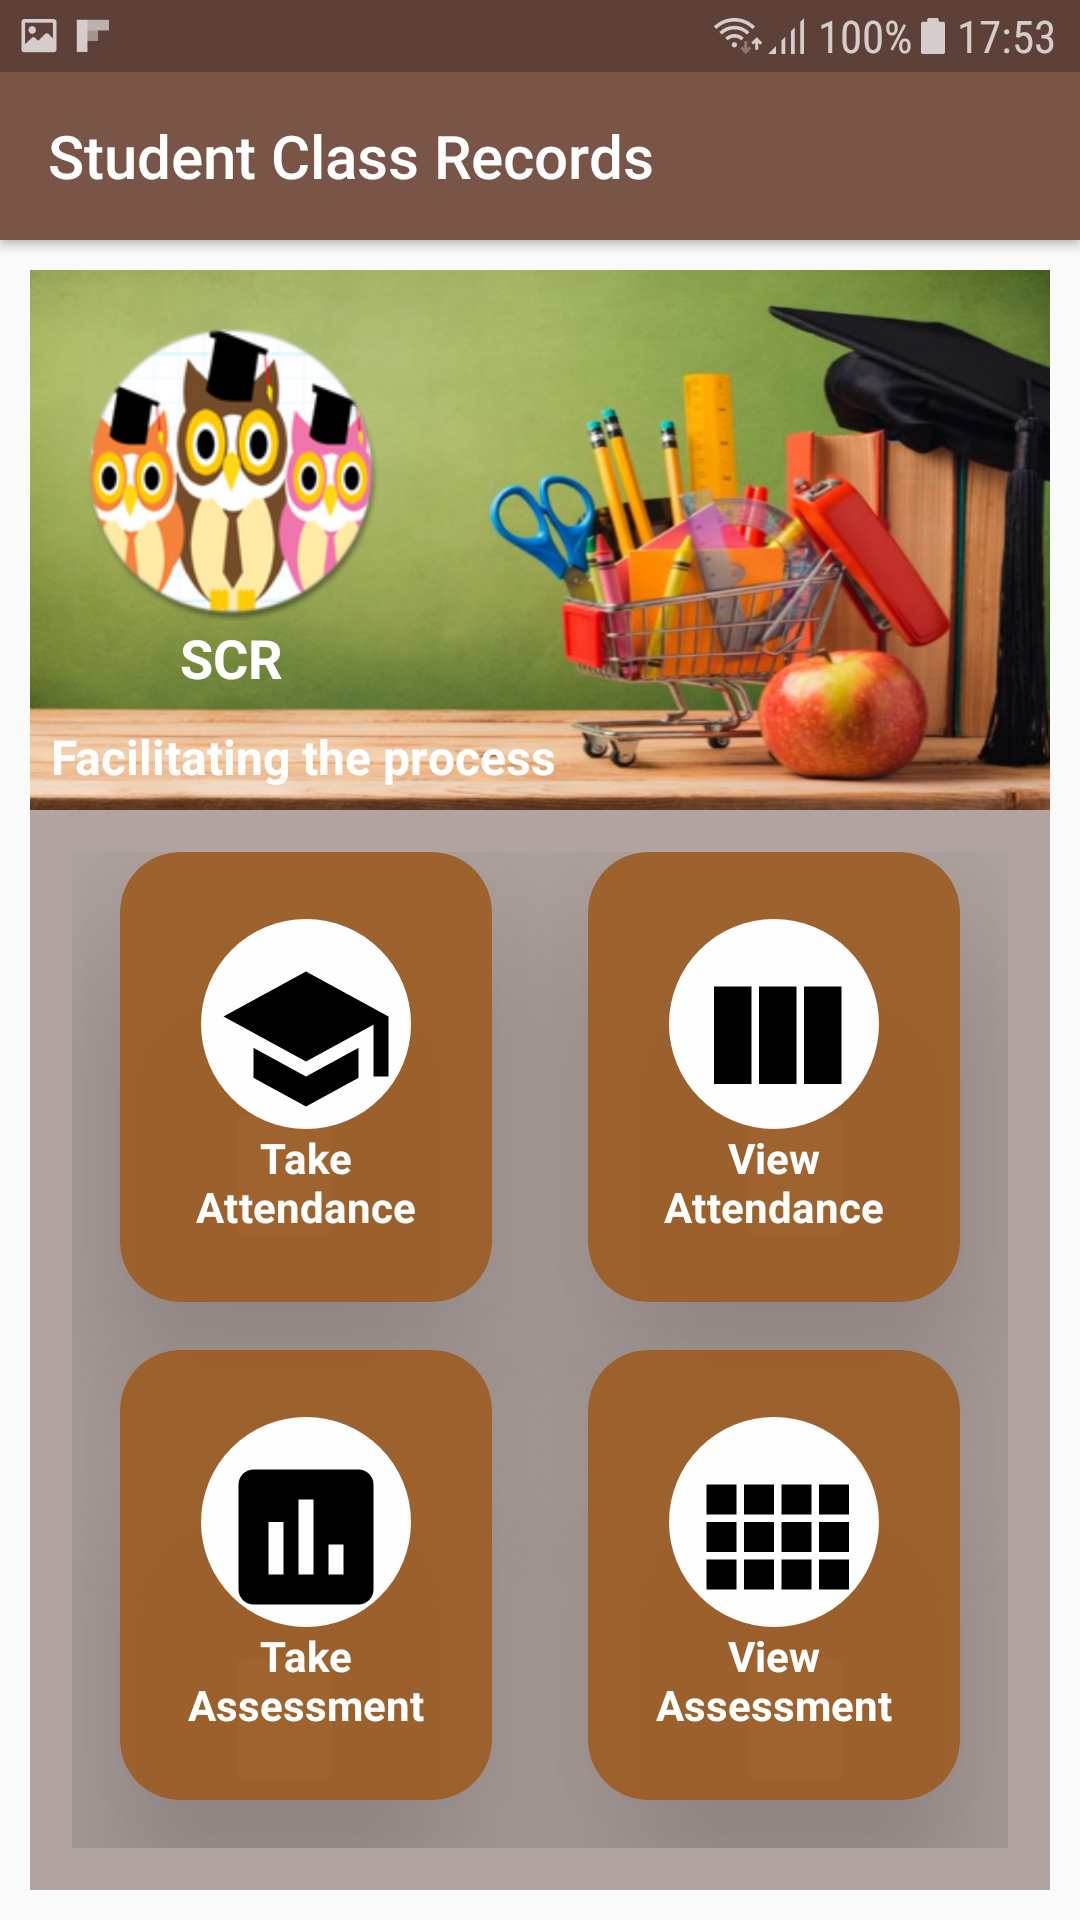 100% 17:53
Student Class Records
SCR
Facilitating the process
Take
Attendance
View
Attendance
Take
Assessment
View
Assessment